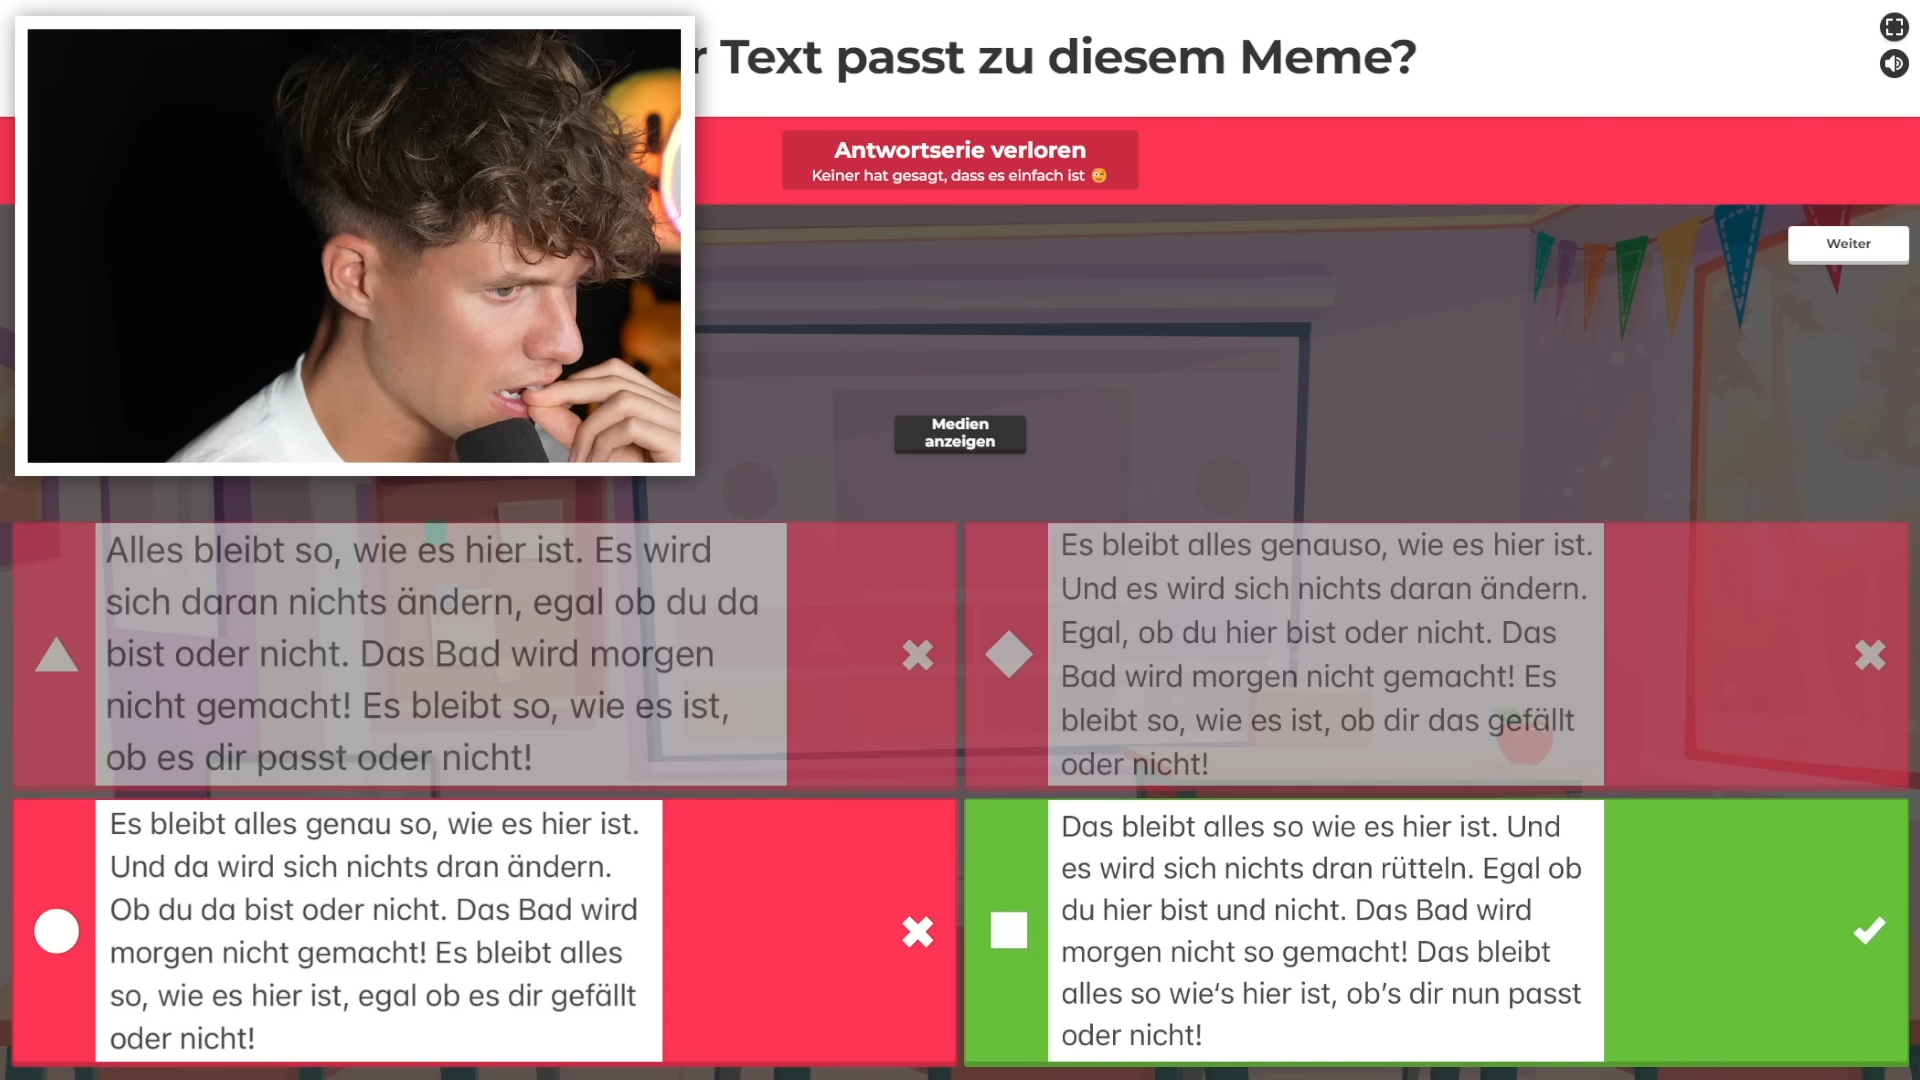 r Text passt zu diesem Meme?
Antwortserie verloren
Keiner hat gesagt, dass es einfach ist 😉
Weiter
Medien
anzeigen
Alles bleibt so, wie es hier ist. Es wird
sich daran nichts ändern, egal ob du da
bist oder nicht. Das Bad wird morgen
nicht gemacht! Es bleibt so, wie es ist,
ob es dir passt oder nicht!
Es bleibt alles genauso, wie es hier ist.
Und es wird sich nichts daran ändern.
Egal, ob du hier bist oder nicht. Das
Bad wird morgen nicht gemacht! Es
bleibt so, wie es ist, ob dir das gefällt
oder nicht!
Es bleibt alles genau so, wie es hier ist.
Und da wird sich nichts dran ändern.
Ob du da bist oder nicht. Das Bad wird
morgen nicht gemacht! Es bleibt alles
so, wie es hier ist, egal ob es dir gefällt
oder nicht!
Das bleibt alles so wie es hier ist. Und
es wird sich nichts dran rütteln. Egal ob
du hier bist und nicht. Das Bad wird
morgen nicht so gemacht! Das bleibt
alles so wie‘s hier ist, ob’s dir nun passt
oder nicht!